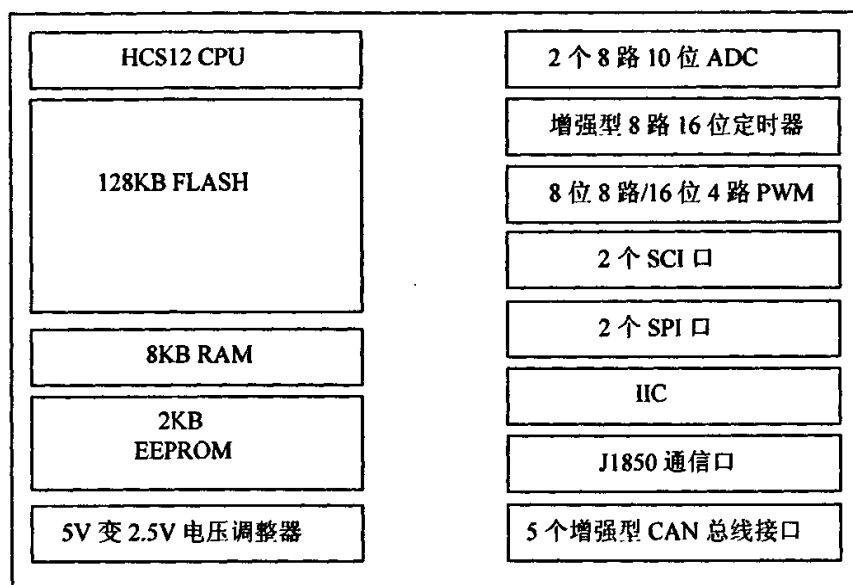 HCS12 CPU
128KB FLASH
8KB RAM
2KB
EEPROM
5V 变 2.5V 电压调整器
2 个 8 路 10 位 ADC
增强型 8 路 16 位定时器
8 位 8 路/16 位 4 路 PWM
2 个 SCI 口
2 个 SPI 口
IIC
J1850 通信口
5 个增强型 CAN 总线接口